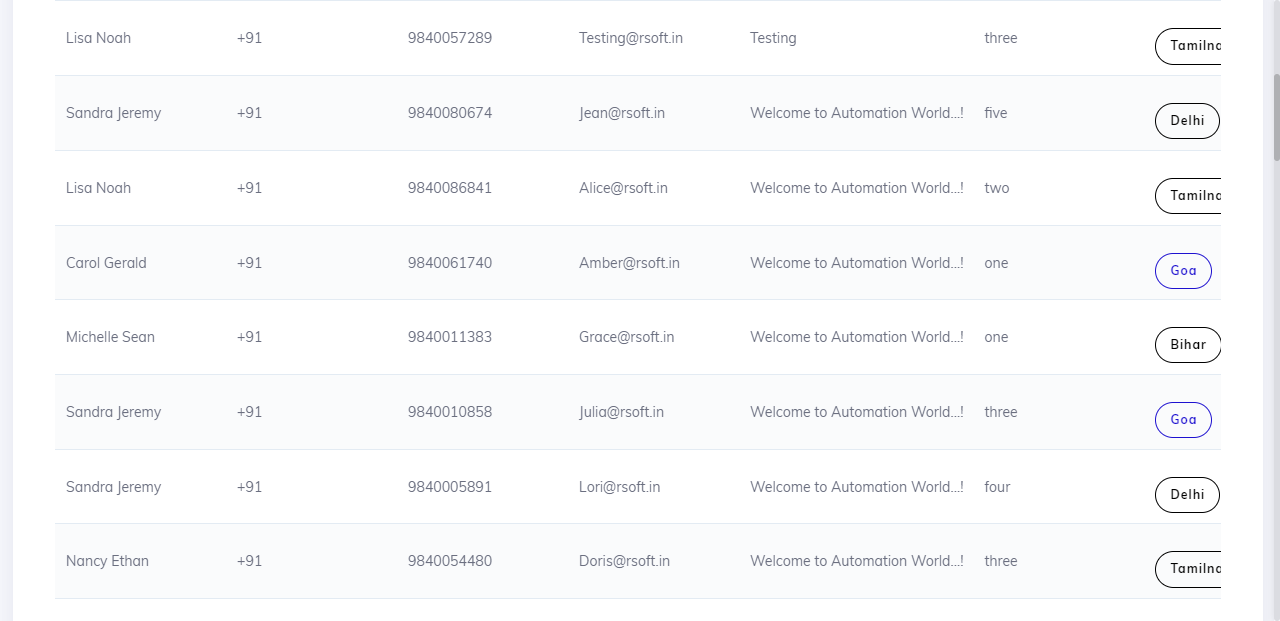 Lisa Noah +91 9840057289 Testing@rsoft.in Testing three Tamilna
Sandra Jeremy +91 9840080674 Jean@rsoft.in Welcome to Automation World...! five Delhi
Lisa Noah +91 9840086841 Alice@rsoft.in Welcome to Automation World...! two Tamilna
Carol Gerald +91 9840061740 Amber@rsoft.in Welcome to Automation World...! one Goa
Michelle Sean +91 9840011383 Grace@rsoft.in Welcome to Automation World...! one Bihar
Sandra Jeremy +91 9840010858 Julia@rsoft.in Welcome to Automation World...! three Goa
Sandra Jeremy +91 9840005891 Lori@rsoft.in Welcome to Automation World...! four Delhi
Nancy Ethan +91 9840054480 Doris@rsoft.in Welcome to Automation World...! three Tamilna